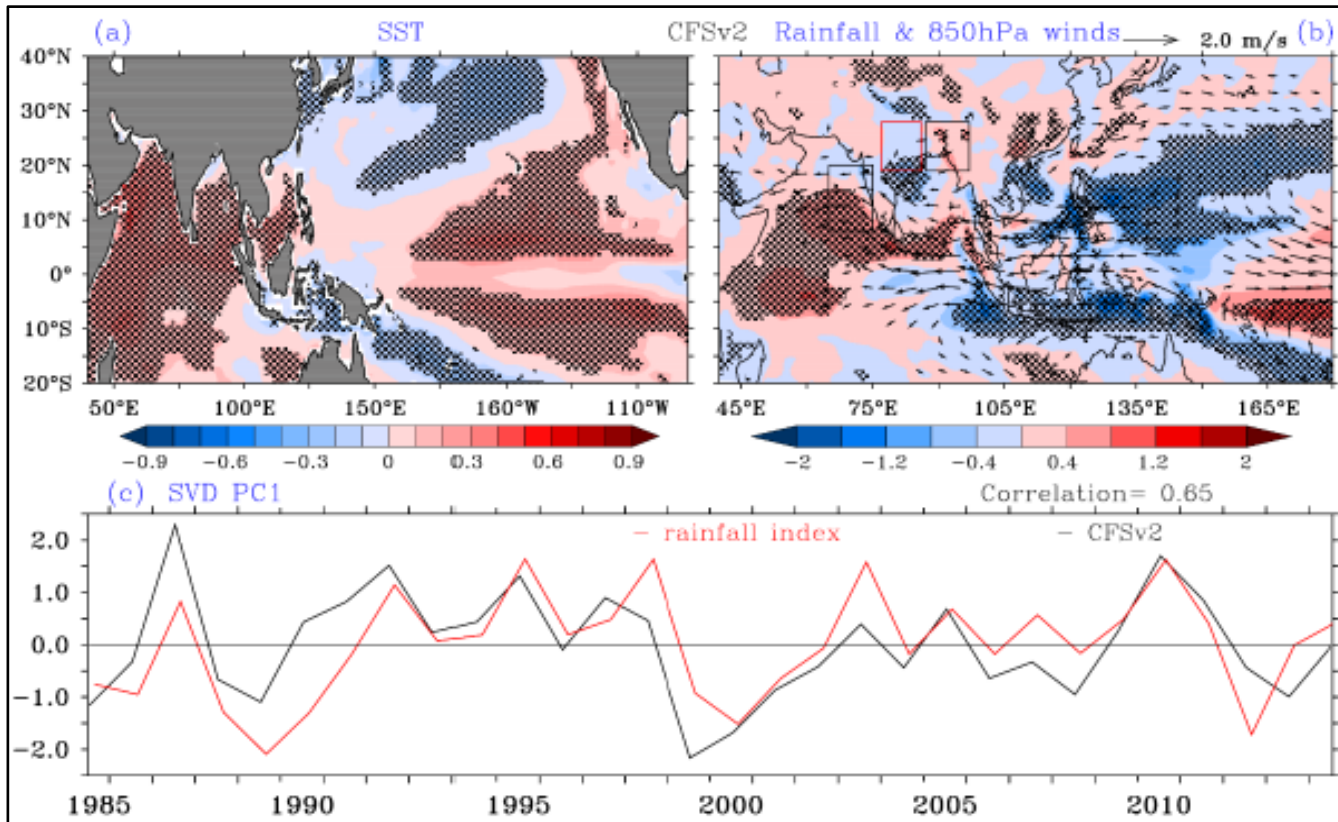 (a) SST CFSv2 Rainfall & 850hPa winds 2.0 m/s (b)
40°N
30°N
20°N
10°N
0°
10°S
20°S
50°E 100°E 150°E 160°W 110°W 45°E 75°E 105°E 135°E 165°E
-0.9 -0.6 -0.3 0 0.3 0.6 0.9 -2 -1.2 -0.4 0.4 1.2 2
(c) SVD PC1 Correlation= 0.65
- rainfall index - CFSv2
2.0
1.0
0.0
-1.0
-2.0
1985 1990 1995 2000 2005 2010